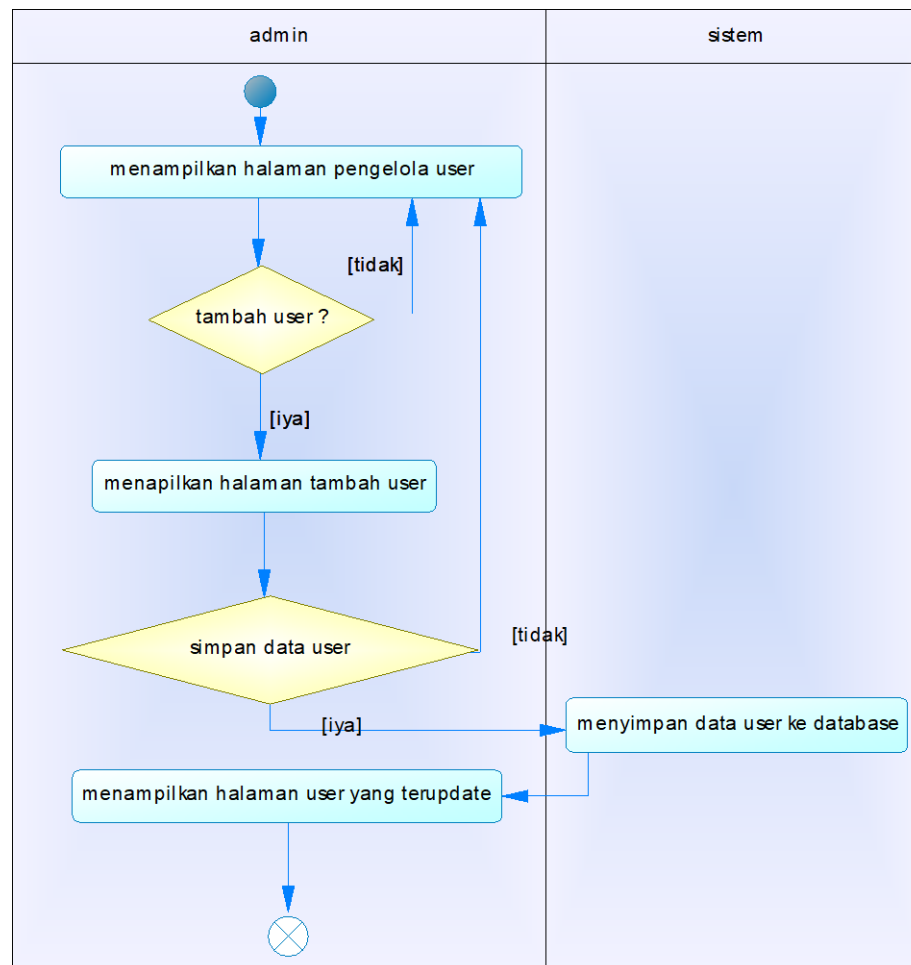 admin
sistem
menampilkan halaman pengelola user
[tidak]
tambah user ?
[iya]
menapilkan halaman tambah user
[tidak]
simpan data user
[iya]
menyimpan data user ke database
menampilkan halaman user yang terupdate